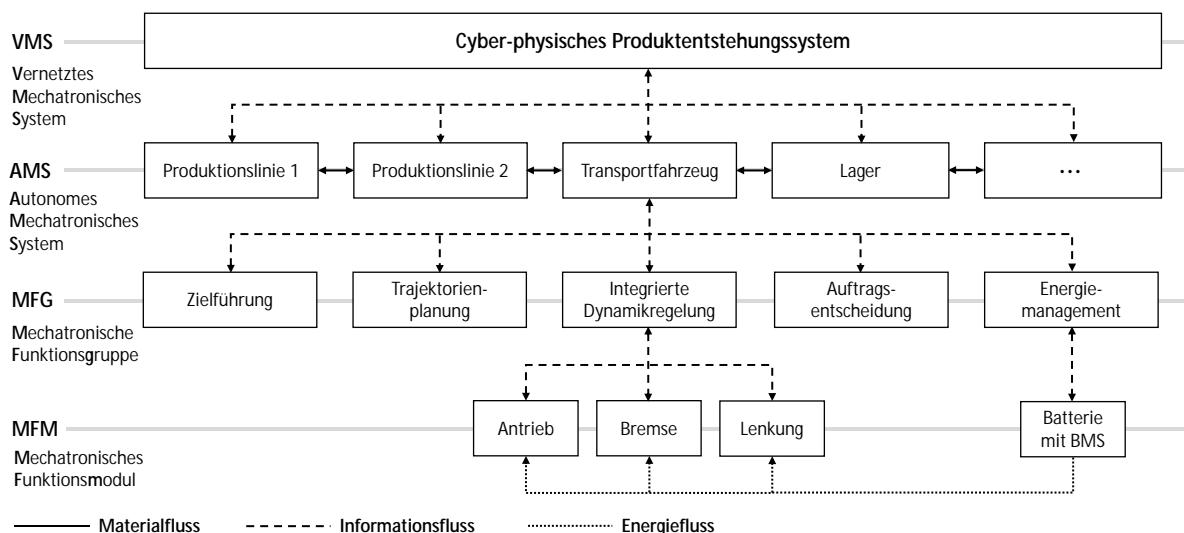 VMS
Cyber-physisches Produktentstehungssystem
Vernetztes
Mechatronisches
System
AMS
Produktionslinie 1
Produktionslinie 2
Transportfahrzeug
Lager
...
Autonomes
Mechatronisches
System
MFG
Zielführung
Trajektorien-
planung
Integrierte
Dynamikregelung
Auftrags-
entscheidung
Energie-
management
Mechatronische
Funktionsgruppe
MFM
Antrieb
Bremse
Lenkung
Batterie
mit BMS
Mechatronisches
Funktionsmodul
Materialfluss
Informationsfluss
Energiefluss